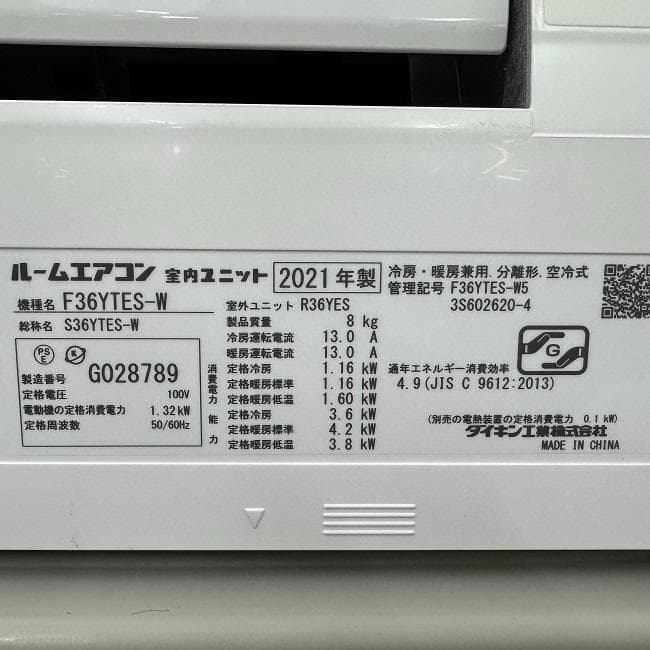 ルームエアコン 室内ユニット 2021年製
機種名 F36YTES-W
総称名 S36YTES-W
PS E K
製造番号 G028789
定格電圧 100V
電動機の定格消費電力 1.32kW
定格周波数 50/60Hz
室外ユニット R36YES
製品質量 8 kg
冷房運転電流 13.0 A
暖房運転電流 13.0 A
消費電力
定格冷房 1.16 kW
定格暖房標準 1.16 kW
定格暖房低温 1.60 kW
能力
定格冷房 3.6 kW
定格暖房標準 4.2 kW
定格暖房低温 3.8 kW
冷房・暖房兼用.分離形.空冷式
管理記号 F36YTES-W5
3S602620-4
G
通年エネルギー消費効率
4.9(JIS C 9612:2013)
(別売の電熱装置の定格消費電力 0.1 kW)
ダイキン工業株式会社
MADE IN CHINA